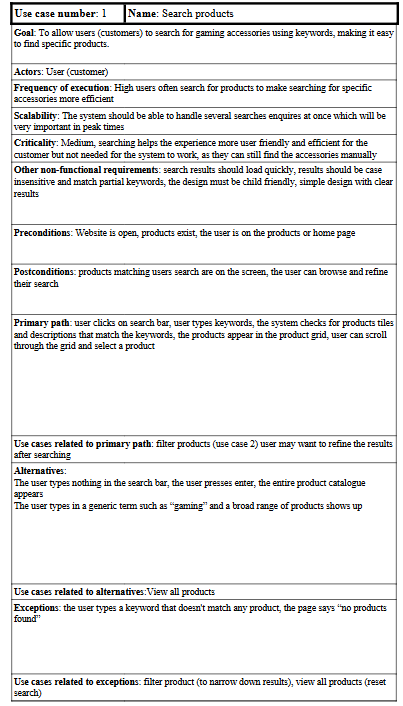 Use case number: 1 Name: Search products
Goal: To allow users (customers) to search for gaming accessories using keywords, making it easy
to find specific products.
Actors: User (customer)
Frequency of execution: High users often search for products to make searching for specific
accessories more efficient
Scalability: The system should be able to handle several searches enquires at once which will be
very important in peak times
Criticality: Medium, searching helps the experience more user friendly and efficient for the
customer but not needed for the system to work, as they can still find the accessories manually
Other non-functional requirements: search results should load quickly, results should be case
insensitive and match partial keywords, the design must be child friendly, simple design with clear
results
Preconditions: Website is open, products exist, the user is on the products or home page
Postconditions: products matching users search are on the screen, the user can browse and refine
their search
Primary path: user clicks on search bar, user types keywords, the system checks for products tiles
and descriptions that match the keywords, the products appear in the product grid, user can scroll
through the grid and select a product
Use cases related to primary path: filter products (use case 2) user may want to refine the results
after searching
Alternatives:
The user types nothing in the search bar, the user presses enter, the entire product catalogue
appears
The user types in a generic term such as “gaming” and a broad range of products shows up
Use cases related to alternatives:View all products
Exceptions: the user types a keyword that doesn't match any product, the page says “no products
found”
Use cases related to exceptions: filter product (to narrow down results), view all products (reset
search)